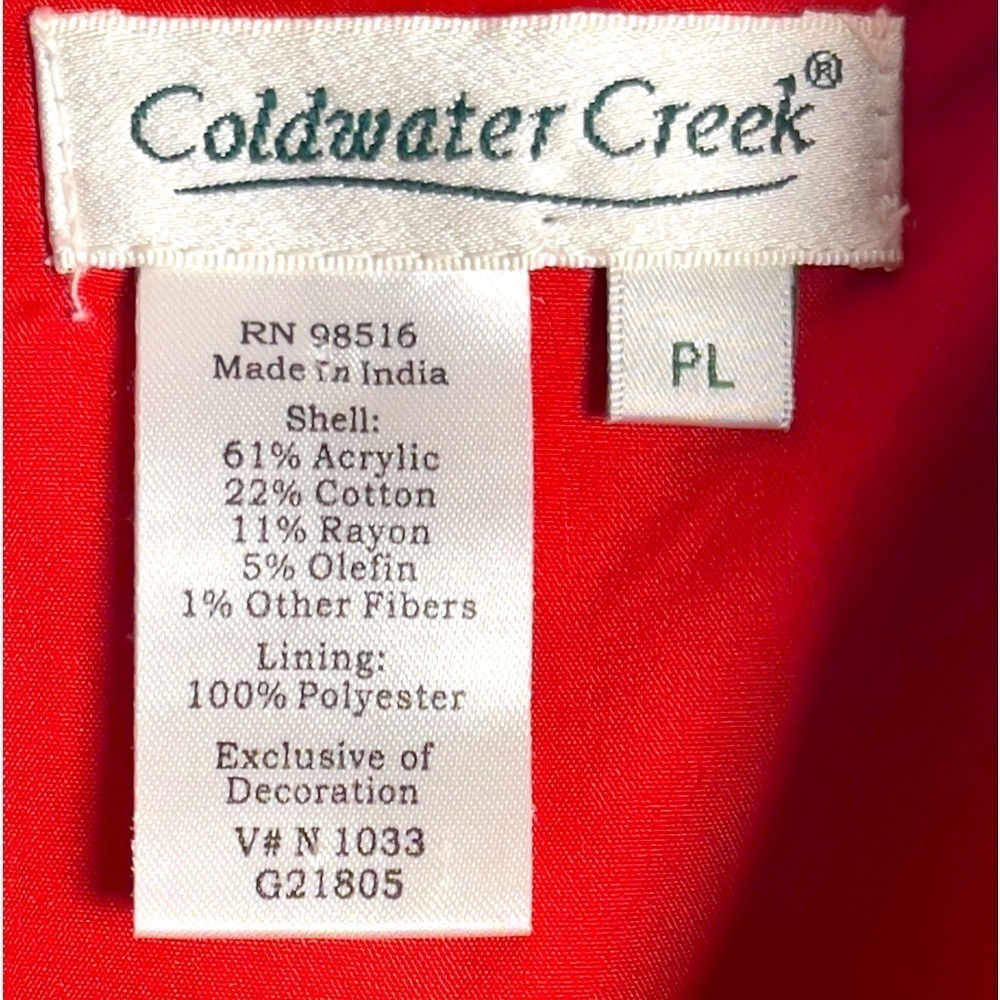 Coldwater Creek®
PL
RN 98516
Made In India
Shell:
61% Acrylic
22% Cotton
11% Rayon
5% Olefin
1% Other Fibers
Lining:
100% Polyester
Exclusive of
Decoration
V# N 1033
G21805